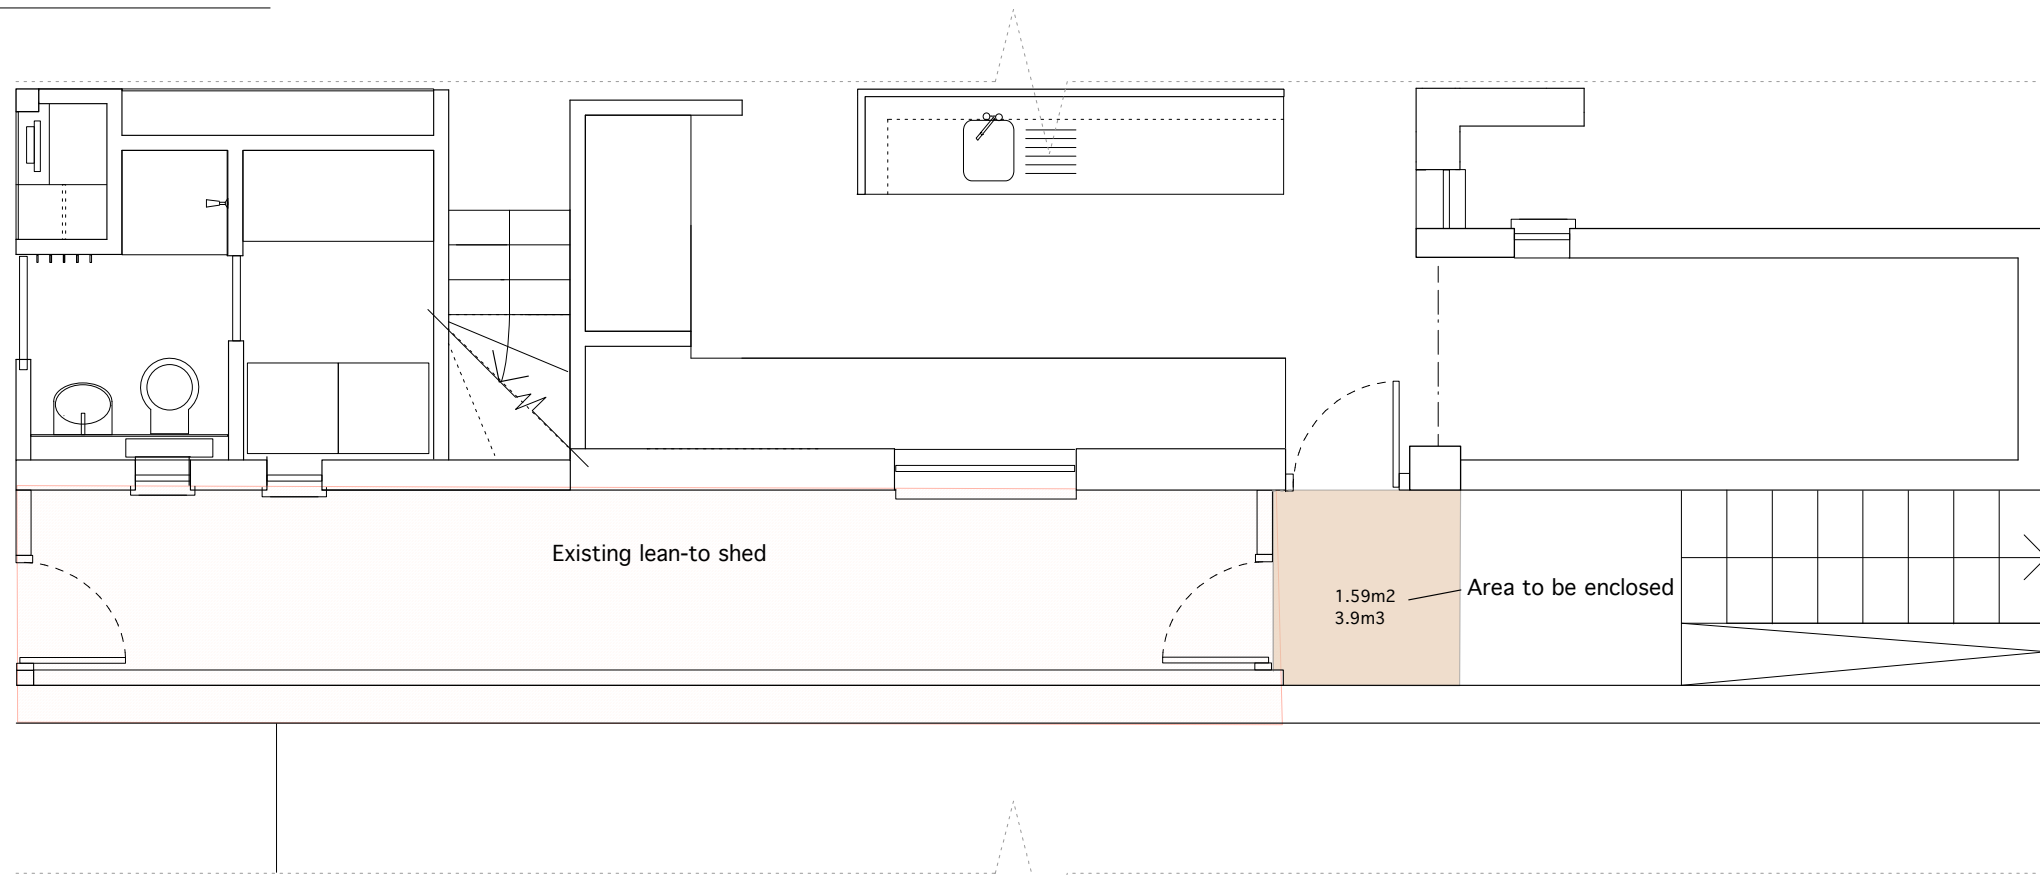 Existing lean-to shed
Area to be enclosed
1.59m2
3.9m3